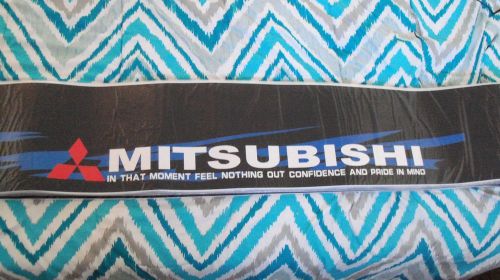 MITSUBISHI
IN THAT MOMENT FEEL NOTHING OUT CONFIDENCE AND PRIDE IN MIND